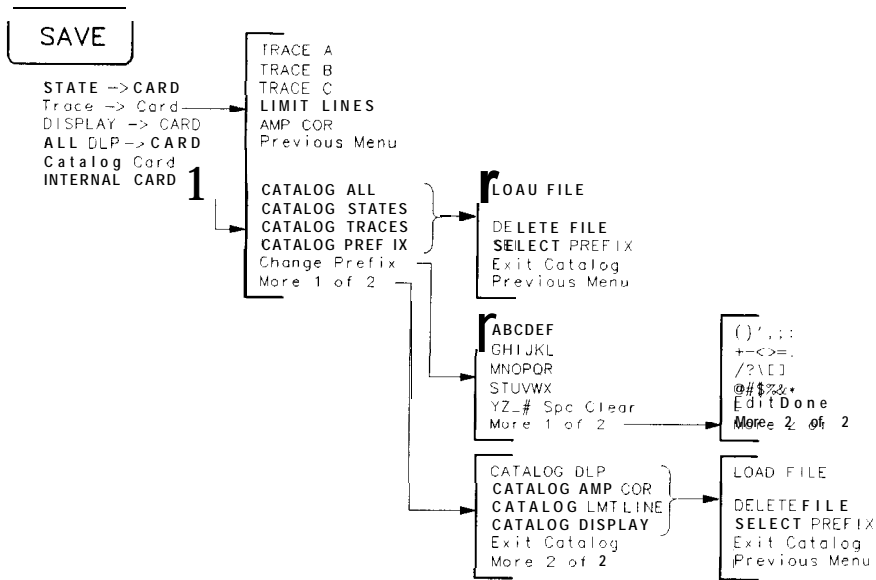 SAVE
STATE -> CARD
Trace -> Card
DISPLAY -> CARD
ALL DLP -> CARD
Catalog Card
INTERNAL CARD
TRACE A
TRACE B
TRACE C
LIMIT LINES
AMP COR
Previous Menu
CATALOG ALL
CATALOG STATES
CATALOG TRACES
CATALOG PREFIX
Change Prefix
More 1 of 2
LOAU FILE
DELETE FILE
SELECT PREFIX
Exit Catalog
Previous Menu
ABCDEF
GHIJKL
MNOPQR
STUVWX
YZ_# Spc Clear
More 1 of 2
()',;:
+-<>=.
/?\[]
@#$%&*
Edit Done
More 2 of 2
CATALOG DLP
CATALOG AMP COR
CATALOG LMTLINE
CATALOG DISPLAY
Exit Catalog
More 2 of 2
LOAD FILE
DELETE FILE
SELECT PREFIX
Exit Catalog
Previous Menu